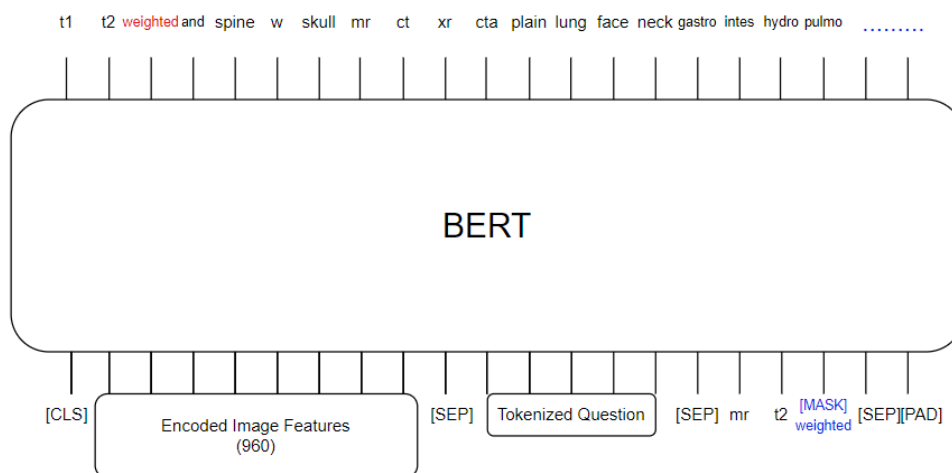 t1 t2 weighted and spine w skull mr ct xr cta plain lung face neck gastro intes hydro pulmo .........
BERT
[CLS] Encoded Image Features [SEP] Tokenized Question [SEP] mr t2 [MASK] [SEP][PAD]
(960) weighted